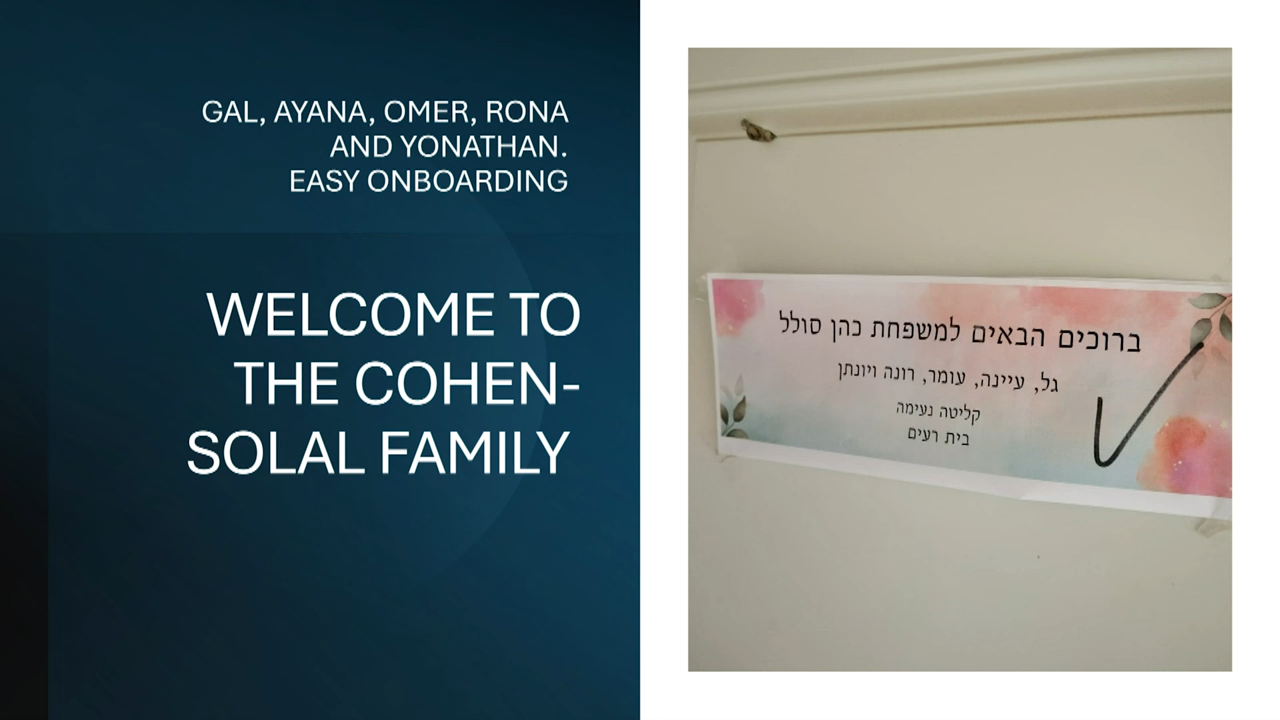 GAL, AYANA, OMER, RONA
AND YONATHAN.
EASY ONBOARDING
WELCOME TO
THE COHEN-
SOLAL FAMILY
ברוכים הבאים למשפחת כהן סולל
גל, עיינה, עומר, רונה ויונתן
קליטה נעימה
בית רעים